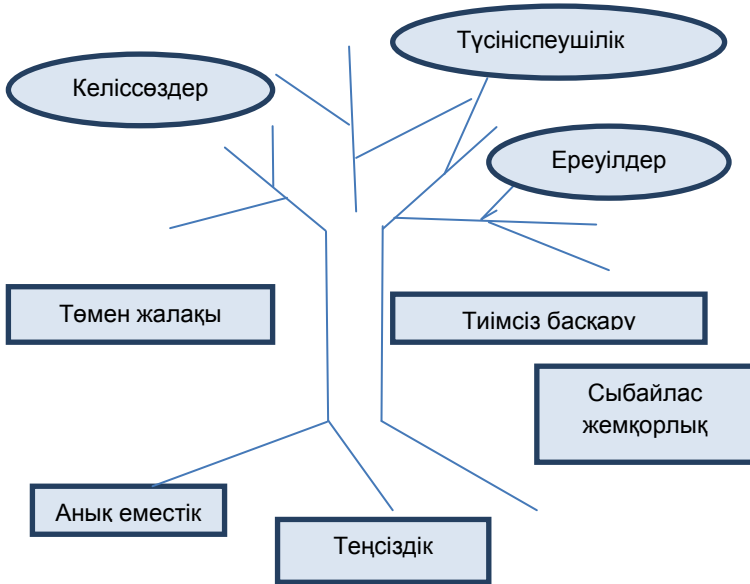 Түсініспеушілік
Келіссөздер
Ереуілдер
Төмен жалақы
Тиімсіз басқару
Сыбайлас
жемқорлық
Анық еместік
Теңсіздік